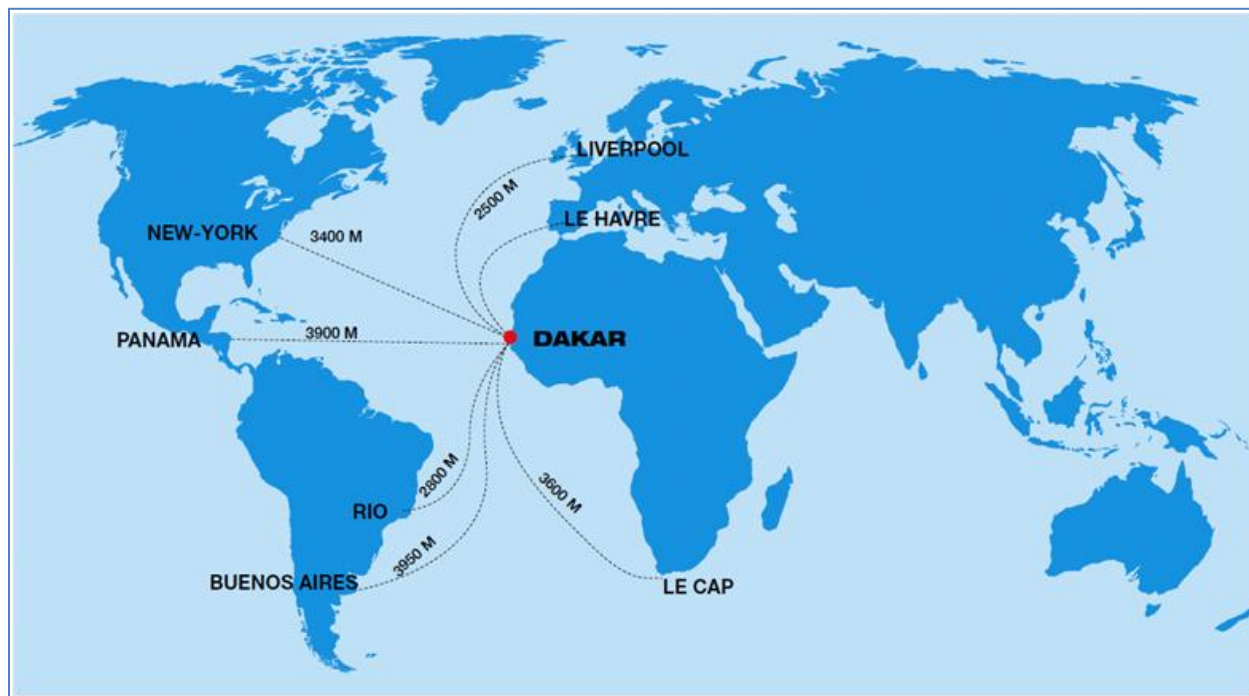 LIVERPOOL
2500 M
LE HAVRE
NEW-YORK
3400 M
PANAMA
3900 M
DAKAR
2800 M
RIO
3600 M
3950 M
BUENOS AIRES
LE CAP